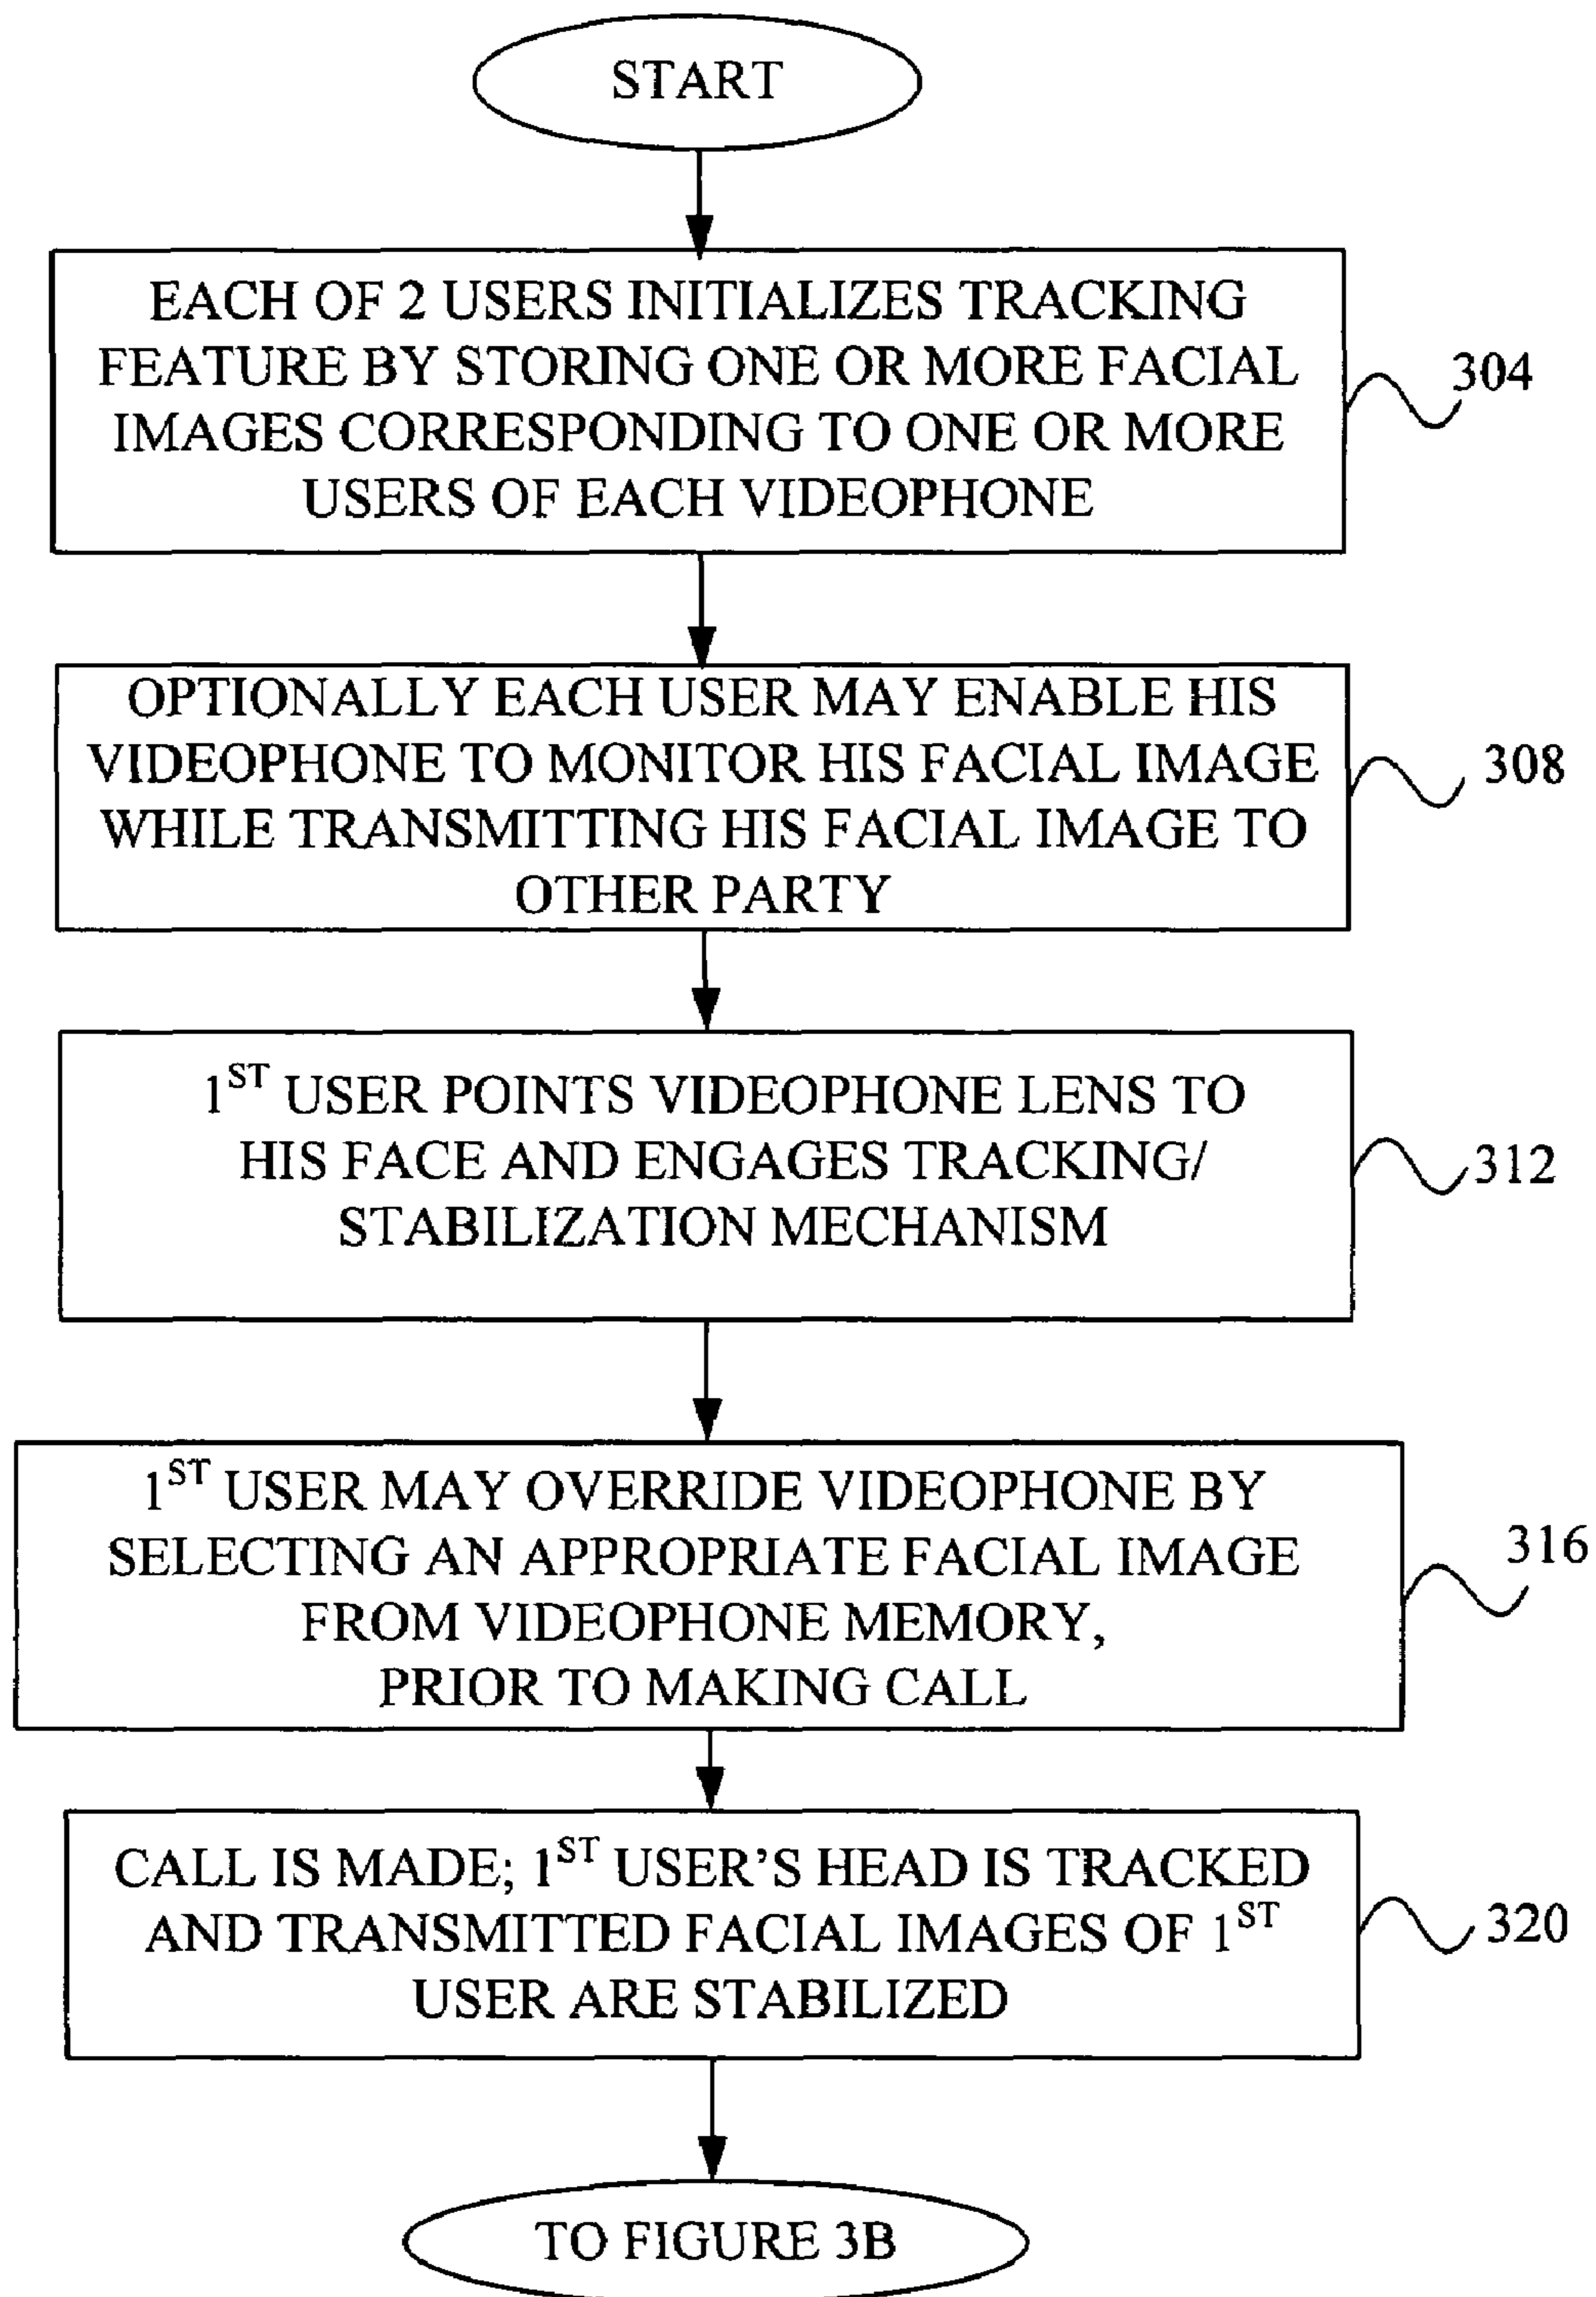 START
EACH OF 2 USERS INITIALIZES TRACKING
FEATURE BY STORING ONE OR MORE FACIAL
IMAGES CORRESPONDING TO ONE OR MORE
USERS OF EACH VIDEOPHONE
304
OPTIONALLY EACH USER MAY ENABLE HIS
VIDEOPHONE TO MONITOR HIS FACIAL IMAGE
WHILE TRANSMITTING HIS FACIAL IMAGE TO
OTHER PARTY
308
1ST USER POINTS VIDEOPHONE LENS TO
HIS FACE AND ENGAGES TRACKING/
STABILIZATION MECHANISM
312
1ST USER MAY OVERRIDE VIDEOPHONE BY
SELECTING AN APPROPRIATE FACIAL IMAGE
FROM VIDEOPHONE MEMORY,
PRIOR TO MAKING CALL
316
CALL IS MADE; 1ST USER'S HEAD IS TRACKED
AND TRANSMITTED FACIAL IMAGES OF 1ST
USER ARE STABILIZED
320
TO FIGURE 3B